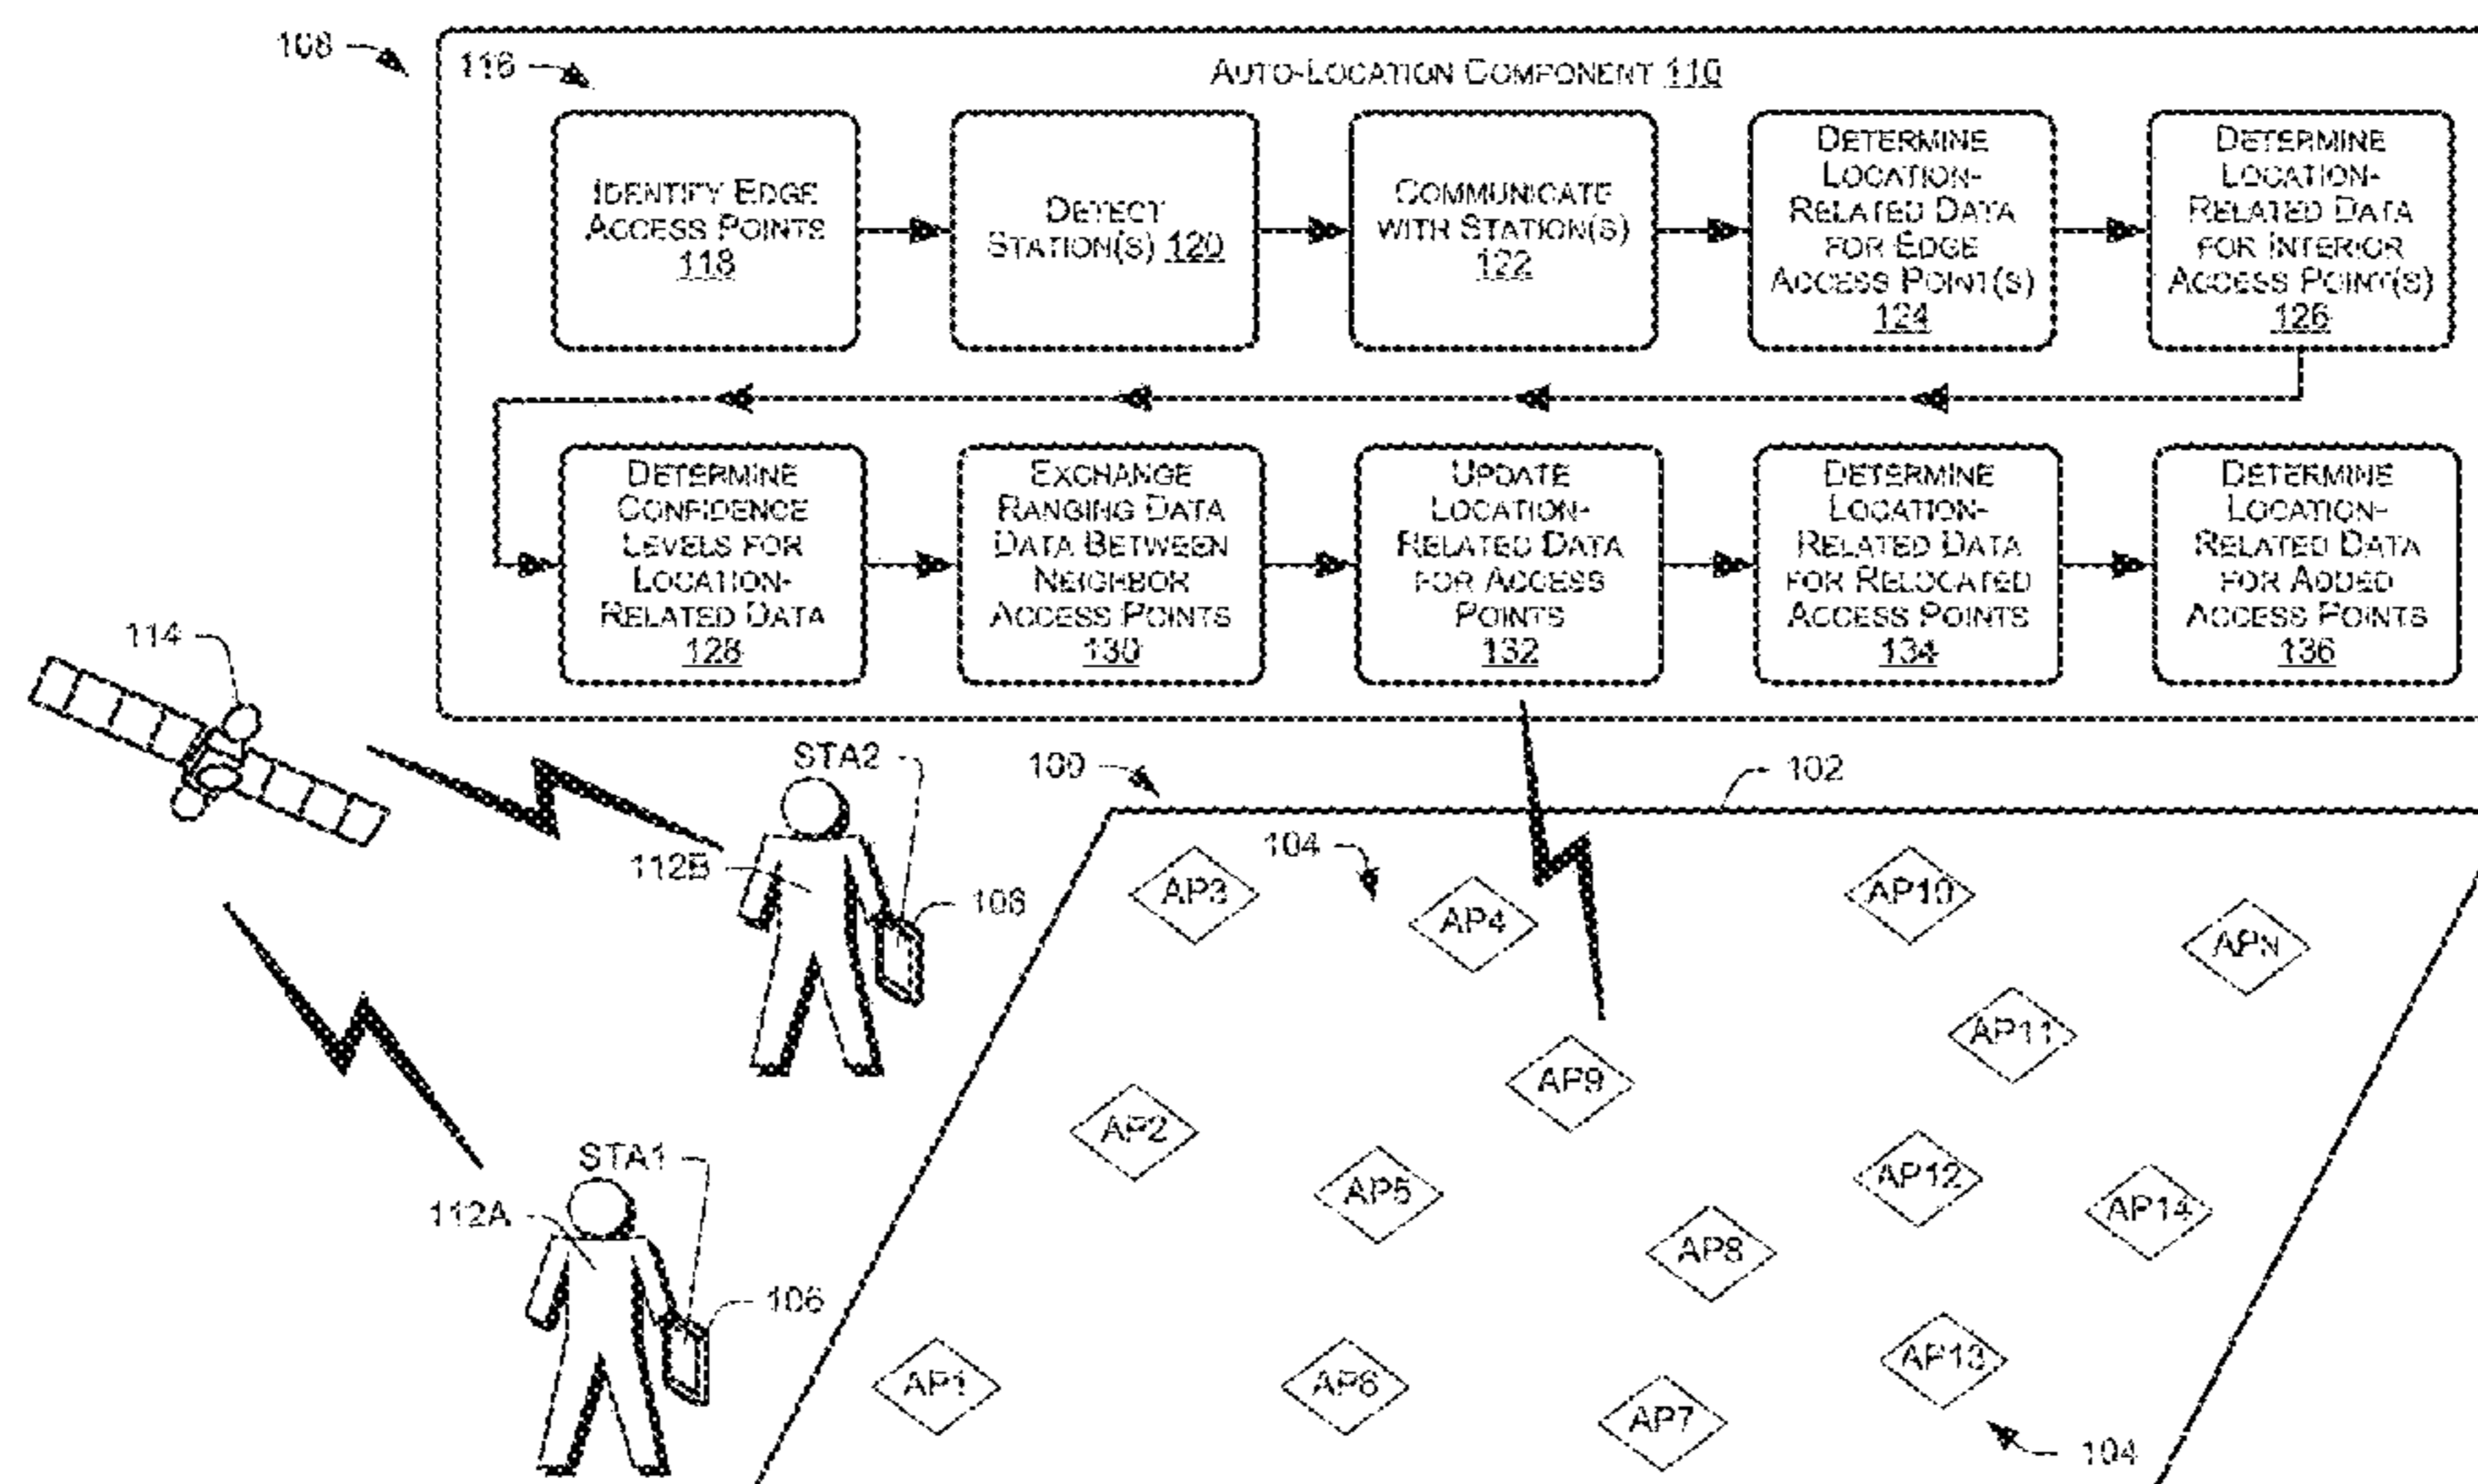 108
116
AUTO-LOCATION COMPONENT 110
IDENTIFY EDGE
ACCESS POINTS
118
DETECT
STATION(S) 120
COMMUNICATE
WITH STATION(S)
122
DETERMINE
LOCATION-
RELATED DATA
FOR EDGE
ACCESS POINT(S)
124
DETERMINE
LOCATION-
RELATED DATA
FOR INTERIOR
ACCESS POINT(S)
126
DETERMINE
CONFIDENCE
LEVELS FOR
LOCATION-
RELATED DATA
128
EXCHANGE
RANGING DATA
DATA BETWEEN
NEIGHBOR
ACCESS POINTS
130
UPDATE
LOCATION-
RELATED DATA
FOR ACCESS
POINTS
132
DETERMINE
LOCATION-
RELATED DATA
FOR RELOCATED
ACCESS POINTS
134
DETERMINE
LOCATION-
RELATED DATA
FOR ADDED
ACCESS POINTS
136
114
STA2
100
102
112B
106
104
AP3
AP4
AP10
APN
AP11
AP9
AP2
AP5
AP12
AP14
AP8
STA1
112A
106
AP1
AP6
AP7
AP13
104